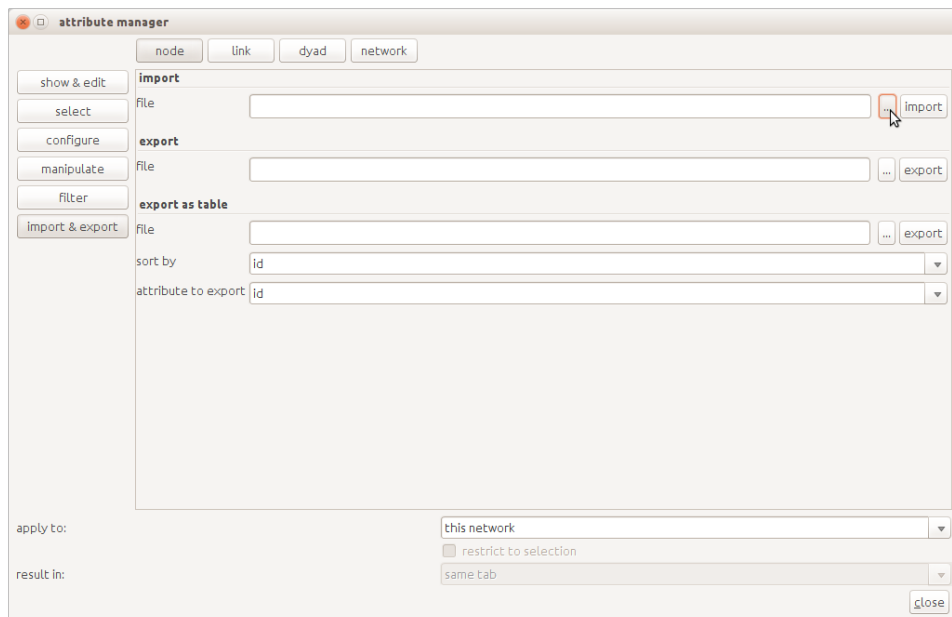 attribute manager
node link dyad network
show & edit
select
configure
manipulate
filter
import & export
import
file ... import
export
file ... export
export as table
file ... export
sort by id
attribute to export id
apply to: this network
restrict to selection
result in: same tab
close